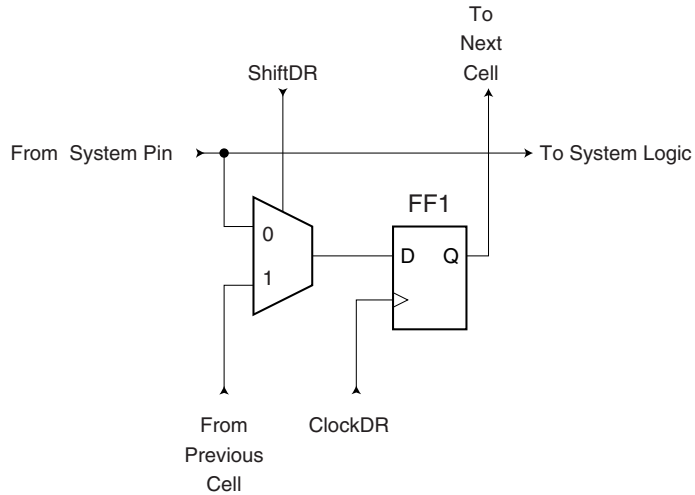 To
Next
Cell
ShiftDR
From System Pin
To System Logic
FF1
0
D Q
1
From
Previous
Cell
ClockDR